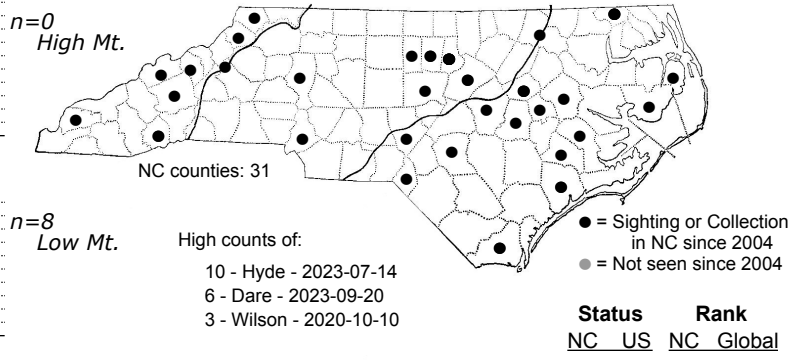 n=0
High Mt.
NC counties: 31
n=8
Low Mt.
High counts of:
10 - Hyde - 2023-07-14
6 - Dare - 2023-09-20
3 - Wilson - 2020-10-10
● = Sighting or Collection
in NC since 2004
● = Not seen since 2004
Status Rank
NC US NC Global